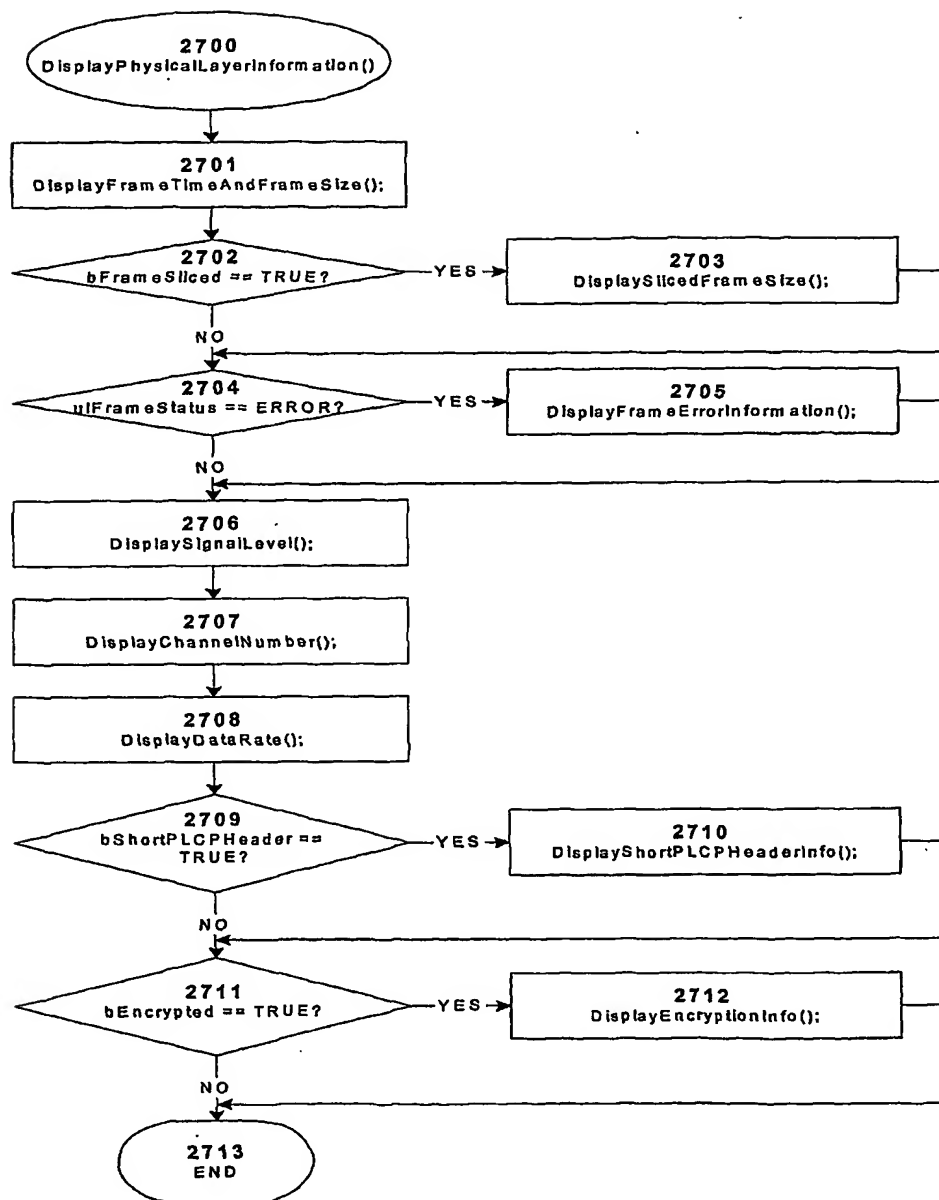 2700
DisplayPhysicalLayerInformation()
2701
DisplayFrameTimeAndFrameSize();
2702
bFrameSliced == TRUE?
YES
2703
DisplaySlicedFrameSize();
NO
2704
ulFrameStatus == ERROR?
YES
2705
DisplayFrameErrorInformation();
NO
2706
DisplaySignalLevel();
2707
DisplayChannelNumber();
2708
DisplayDataRate();
2709
bShortPLCPHeader ==
TRUE?
YES
2710
DisplayShortPLCPHeaderInfo();
NO
2711
bEncrypted == TRUE?
YES
2712
DisplayEncryptionInfo();
NO
2713
END